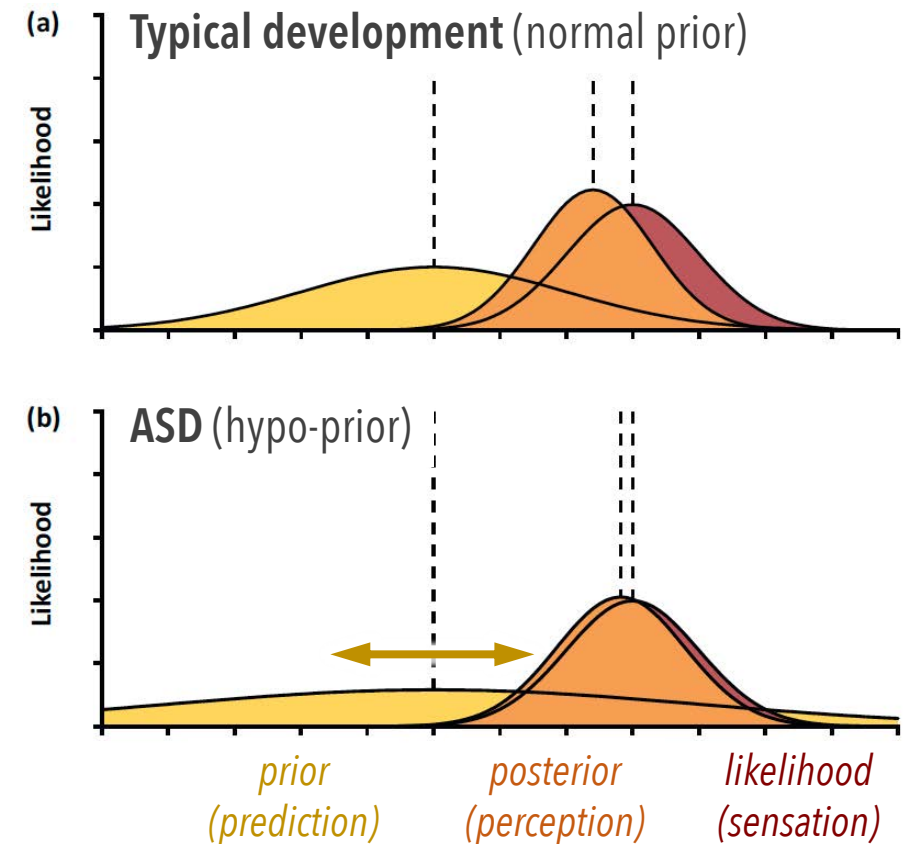 (a) Typical development (normal prior)
Likelihood
(b) ASD (hypo-prior)
Likelihood
prior posterior likelihood
(prediction) (perception) (sensation)